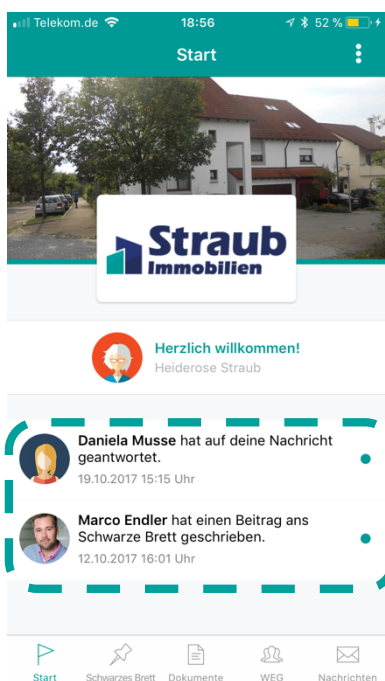 Telekom.de 18:56 52 %
Start
Straub
Immobilien
Herzlich willkommen!
Heiderose Straub
Daniela Musse hat auf deine Nachricht
geantwortet.
19.10.2017 15:15 Uhr
Marco Endler hat einen Beitrag ans
Schwarze Brett geschrieben.
12.10.2017 16:01 Uhr
Start Schwarzes Brett Dokumente WEG Nachrichten